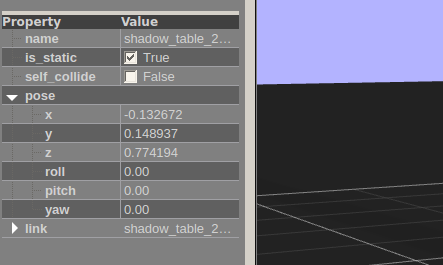 Property Value
name shadow_table_2...
is_static True
self_collide False
pose
x -0.132672
y 0.148937
z 0.774194
roll 0.00
pitch 0.00
yaw 0.00
link shadow_table_2...